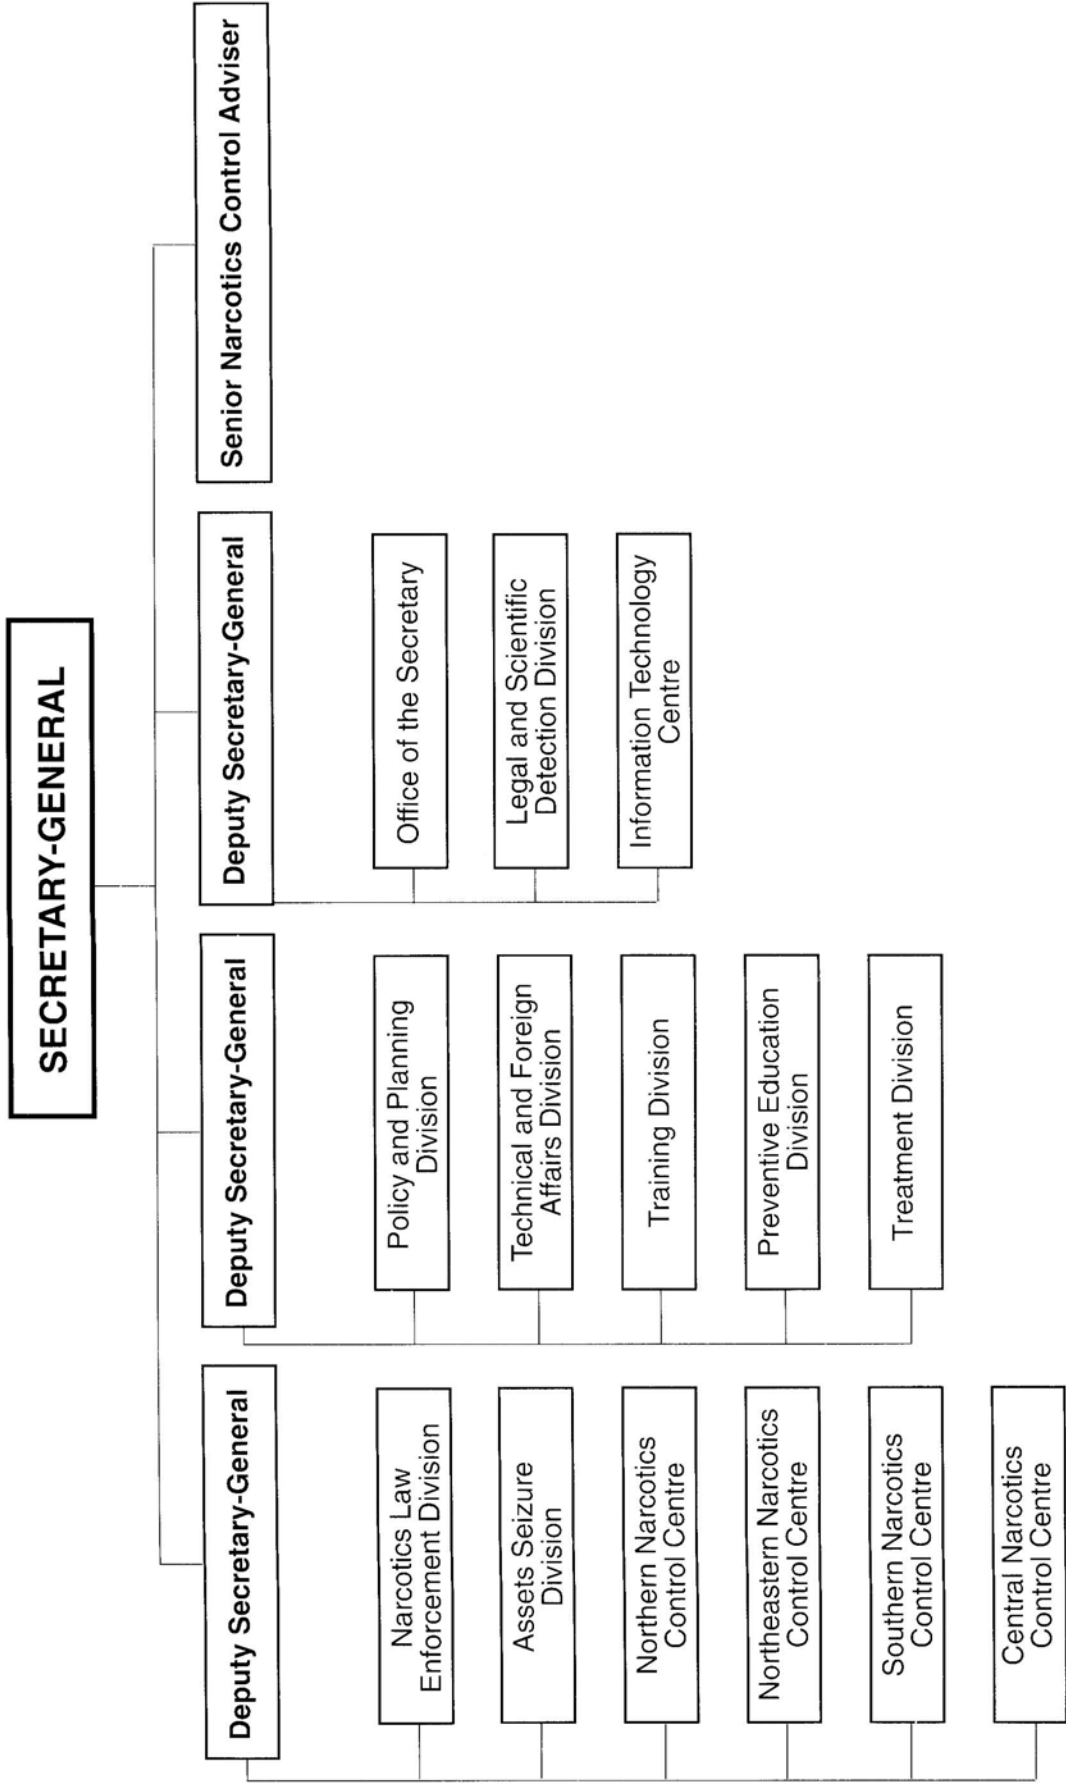 SECRETARY-GENERAL
Deputy Secretary-General
Deputy Secretary-General
Deputy Secretary-General
Senior Narcotics Control Adviser
Narcotics Law
Enforcement Division
Assets Seizure
Division
Northern Narcotics
Control Centre
Northeastern Narcotics
Control Centre
Southern Narcotics
Control Centre
Central Narcotics
Control Centre
Policy and Planning
Division
Technical and Foreign
Affairs Division
Training Division
Preventive Education
Division
Treatment Division
Office of the Secretary
Legal and Scientific
Detection Division
Information Technology
Centre